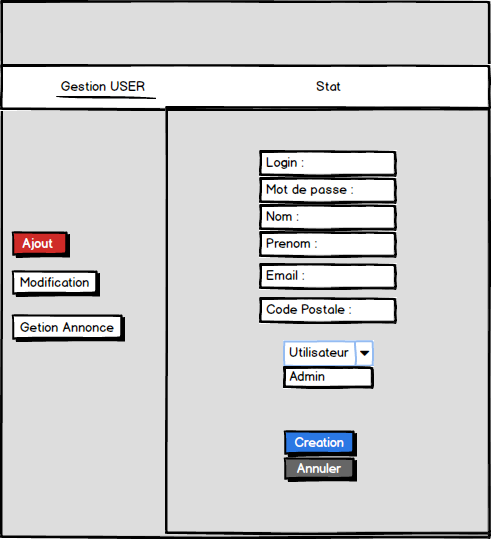 Gestion USER
Stat
Ajout
Modification
Getion Annonce
Login :
Mot de passe :
Nom :
Prenom :
Email :
Code Postale :
Utilisateur
Admin
Creation
Annuler